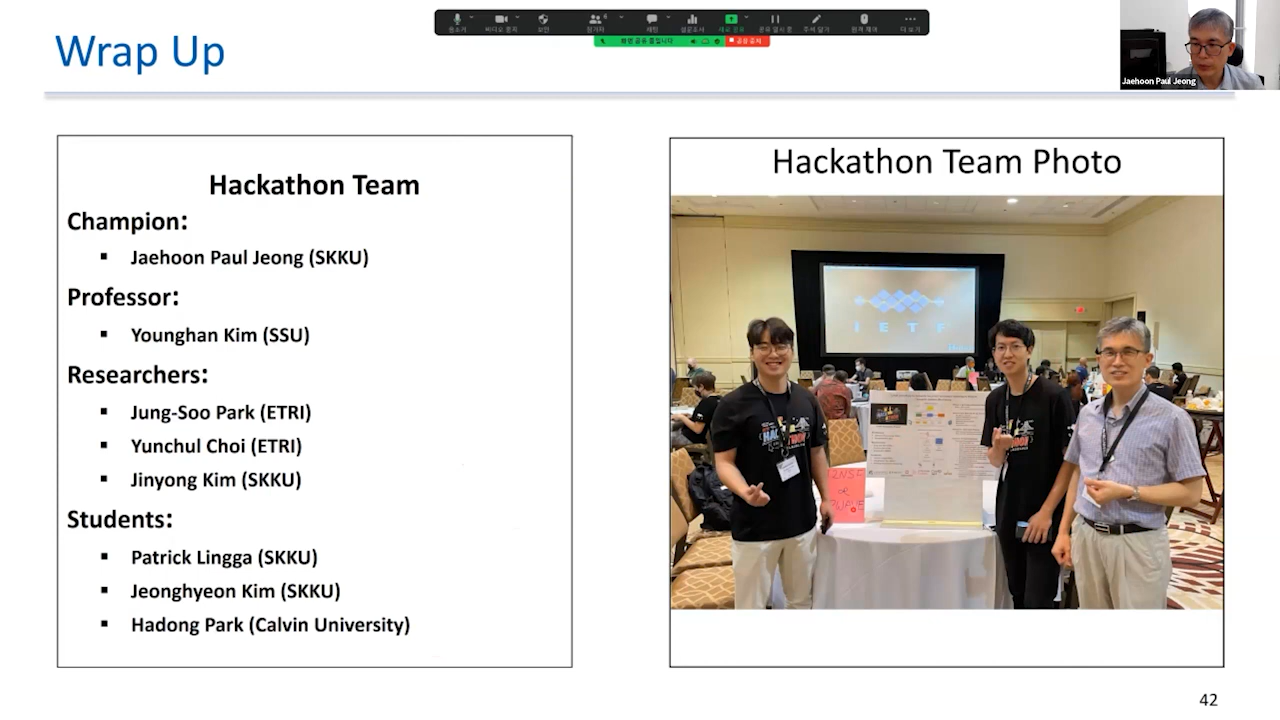 Wrap Up
Jaehoon Paul Jeong
Hackathon Team
Champion:
Jaehoon Paul Jeong (SKKU)
Professor:
Younghan Kim (SSU)
Researchers:
Jung-Soo Park (ETRI)
Yunchul Choi (ETRI)
Jinyong Kim (SKKU)
Students:
Patrick Lingga (SKKU)
Jeonghyeon Kim (SKKU)
Hadong Park (Calvin University)
Hackathon Team Photo
I E T F
OR
42